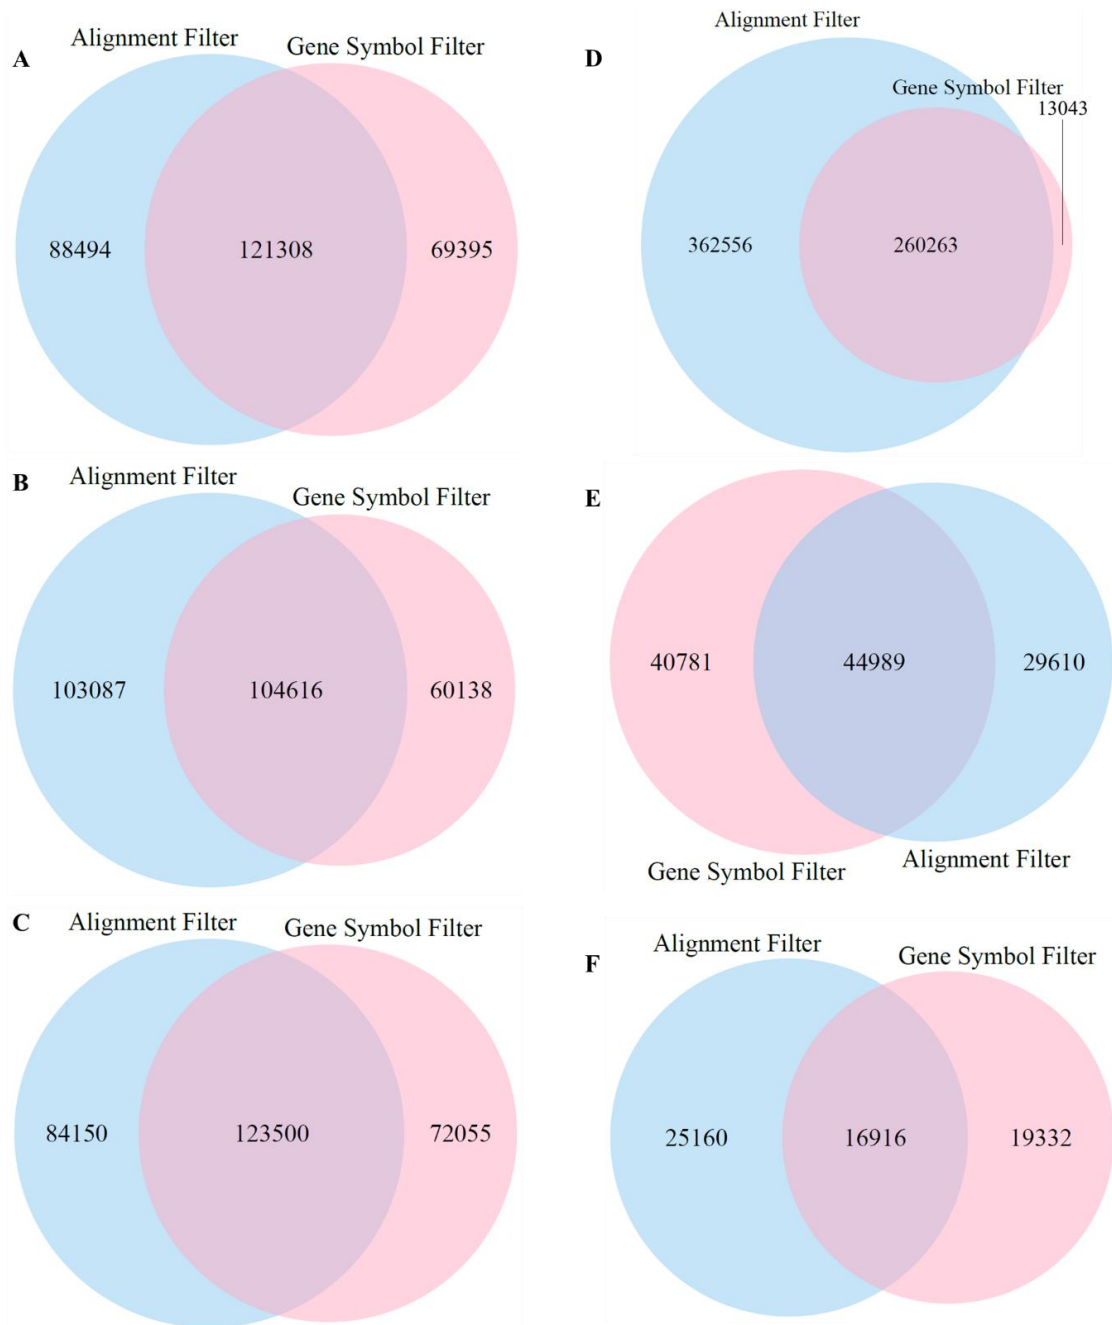 A
Alignment Filter
Gene Symbol Filter
88494
121308
69395
B
Alignment Filter
Gene Symbol Filter
103087
104616
60138
C
Alignment Filter
Gene Symbol Filter
84150
123500
72055
D
Alignment Filter
Gene Symbol Filter
13043
362556
260263
E
40781
44989
29610
Gene Symbol Filter
Alignment Filter
F
Alignment Filter
Gene Symbol Filter
25160
16916
19332